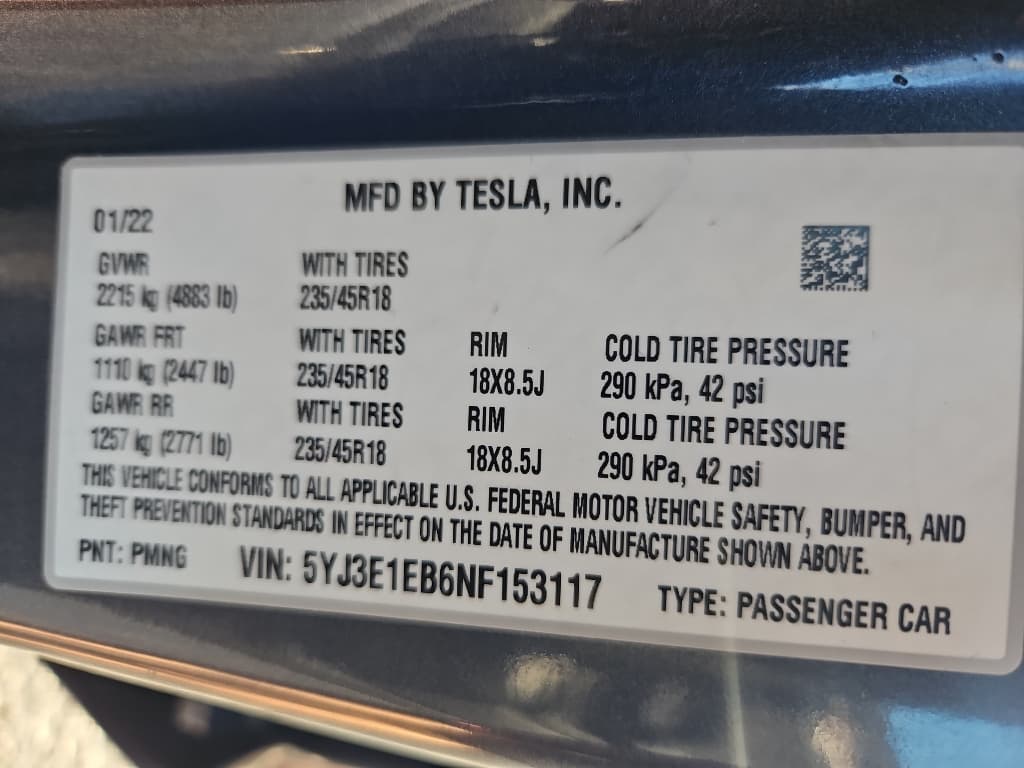 MFD BY TESLA, INC.
01/22
GVWR WITH TIRES
2215 kg (4883 lb) 235/45R18
GAWR FRT WITH TIRES RIM COLD TIRE PRESSURE
1110 kg (2447 lb) 235/45R18 18X8.5J 290 kPa, 42 psi
GAWR RR WITH TIRES RIM COLD TIRE PRESSURE
1257 kg (2771 lb) 235/45R18 18X8.5J 290 kPa, 42 psi
THIS VEHICLE CONFORMS TO ALL APPLICABLE U.S. FEDERAL MOTOR VEHICLE SAFETY, BUMPER, AND
THEFT PREVENTION STANDARDS IN EFFECT ON THE DATE OF MANUFACTURE SHOWN ABOVE.
PNT: PMNG VIN: 5YJ3E1EB6NF153117 TYPE: PASSENGER CAR